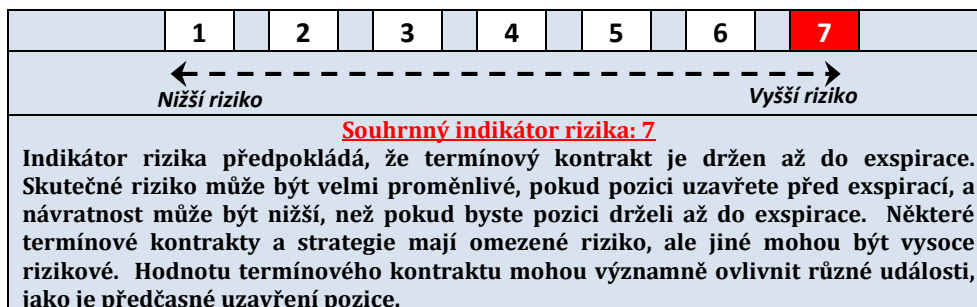 1 2 3 4 5 6 7
Nižší riziko Vyšší riziko
Souhrnný indikátor rizika: 7
Indikátor rizika předpokládá, že termínový kontrakt je držen až do exspirace.
Skutečné riziko může být velmi proměnlivé, pokud pozici uzavřete před exspirací, a
návratnost může být nižší, než pokud byste pozici drželi až do exspirace. Některé
termínové kontrakty a strategie mají omezené riziko, ale jiné mohou být vysoce
rizikové. Hodnotu termínového kontraktu mohou významně ovlivnit různé události,
jako je předčasné uzavření pozice.